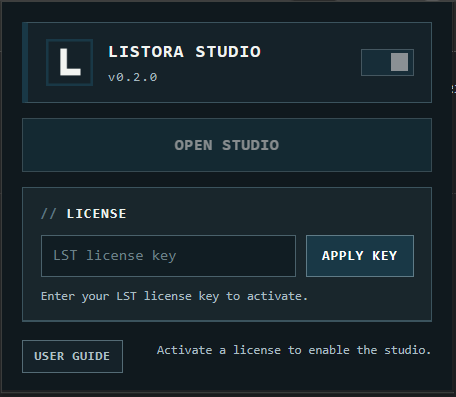 L
LISTORA STUDIO
v0.2.0
OPEN STUDIO
// LICENSE
LST license key
APPLY KEY
Enter your LST license key to activate.
USER GUIDE
Activate a license to enable the studio.